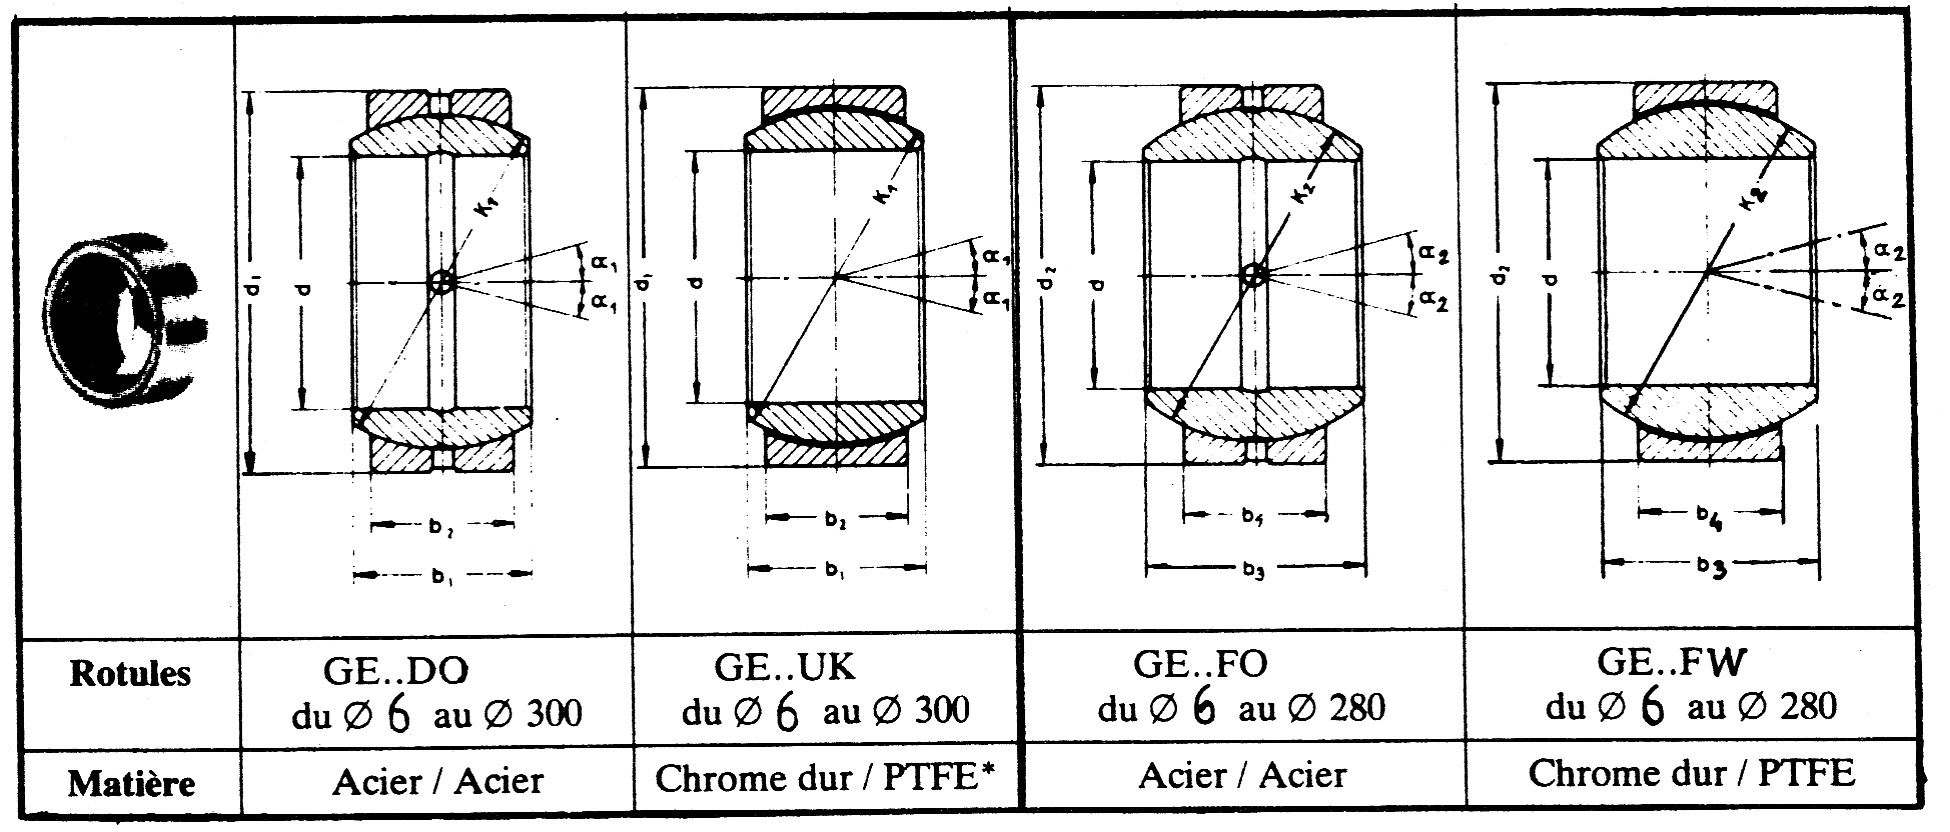 d₁
d
K₁
α₁
α₁
b₂
b₁
d₁
d
K₁
α₁
α₁
b₂
b₁
d₂
d
K₂
α₂
α₂
b₄
b₃
d₂
d
K₂
α₂
α₂
b₄
b₃
Rotules
GE..DO
du Ø 6 au Ø 300
GE..UK
du Ø 6 au Ø 300
GE..FO
du Ø 6 au Ø 280
GE..FW
du Ø 6 au Ø 280
Matière
Acier / Acier
Chrome dur / PTFE*
Acier / Acier
Chrome dur / PTFE